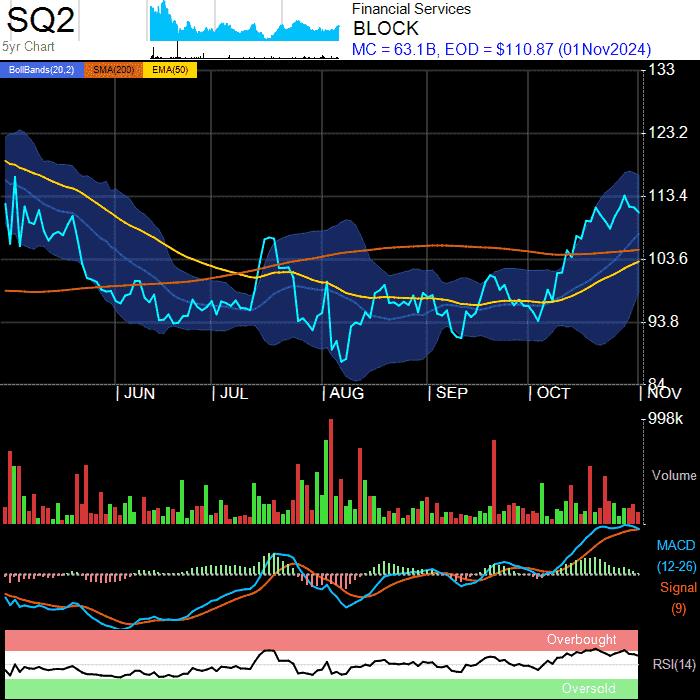 SQ2
5yr Chart
Financial Services
BLOCK
MC = 63.1B, EOD = $110.87 (01Nov2024)
BollBands(20,2) SMA(200) EMA(50)
133
123.2
113.4
103.6
93.8
84
JUN JUL AUG SEP OCT NOV
998k
Volume
MACD
(12-26)
Signal
(9)
Overbought
RSI(14)
Oversold